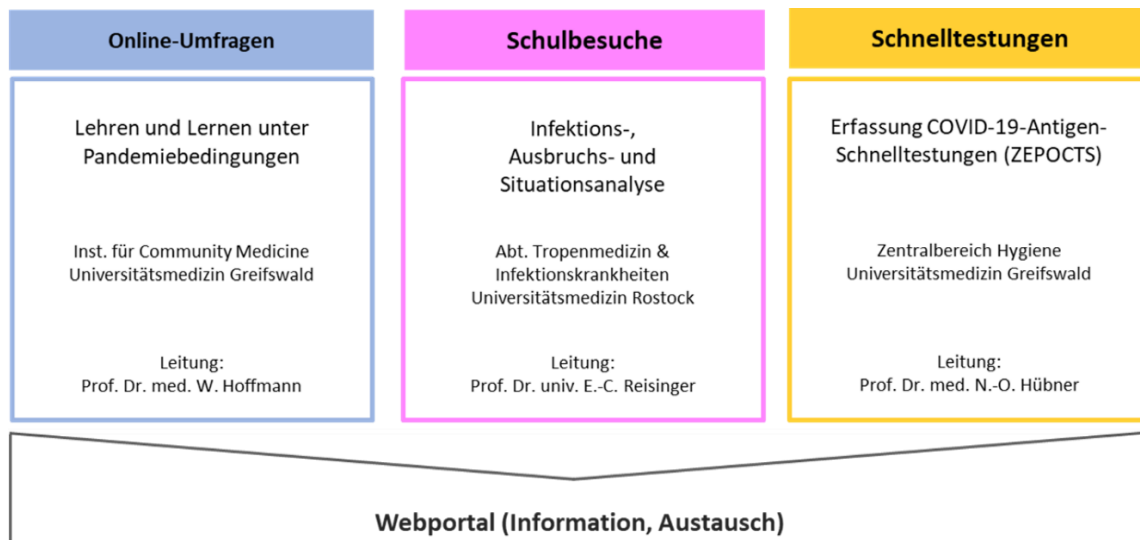 Online-Umfragen
Lehren und Lernen unter
Pandemiebedingungen
Inst. für Community Medicine
Universitätsmedizin Greifswald
Leitung:
Prof. Dr. med. W. Hoffmann
Schulbesuche
Infektions-,
Ausbruchs- und
Situationsanalyse
Abt. Tropenmedizin &
Infektionskrankheiten
Universitätsmedizin Rostock
Leitung:
Prof. Dr. univ. E.-C. Reisinger
Schnelltestungen
Erfassung COVID-19-Antigen-
Schnelltestungen (ZEPOCTS)
Zentralbereich Hygiene
Universitätsmedizin Greifswald
Leitung:
Prof. Dr. med. N.-O. Hübner
Webportal (Information, Austausch)